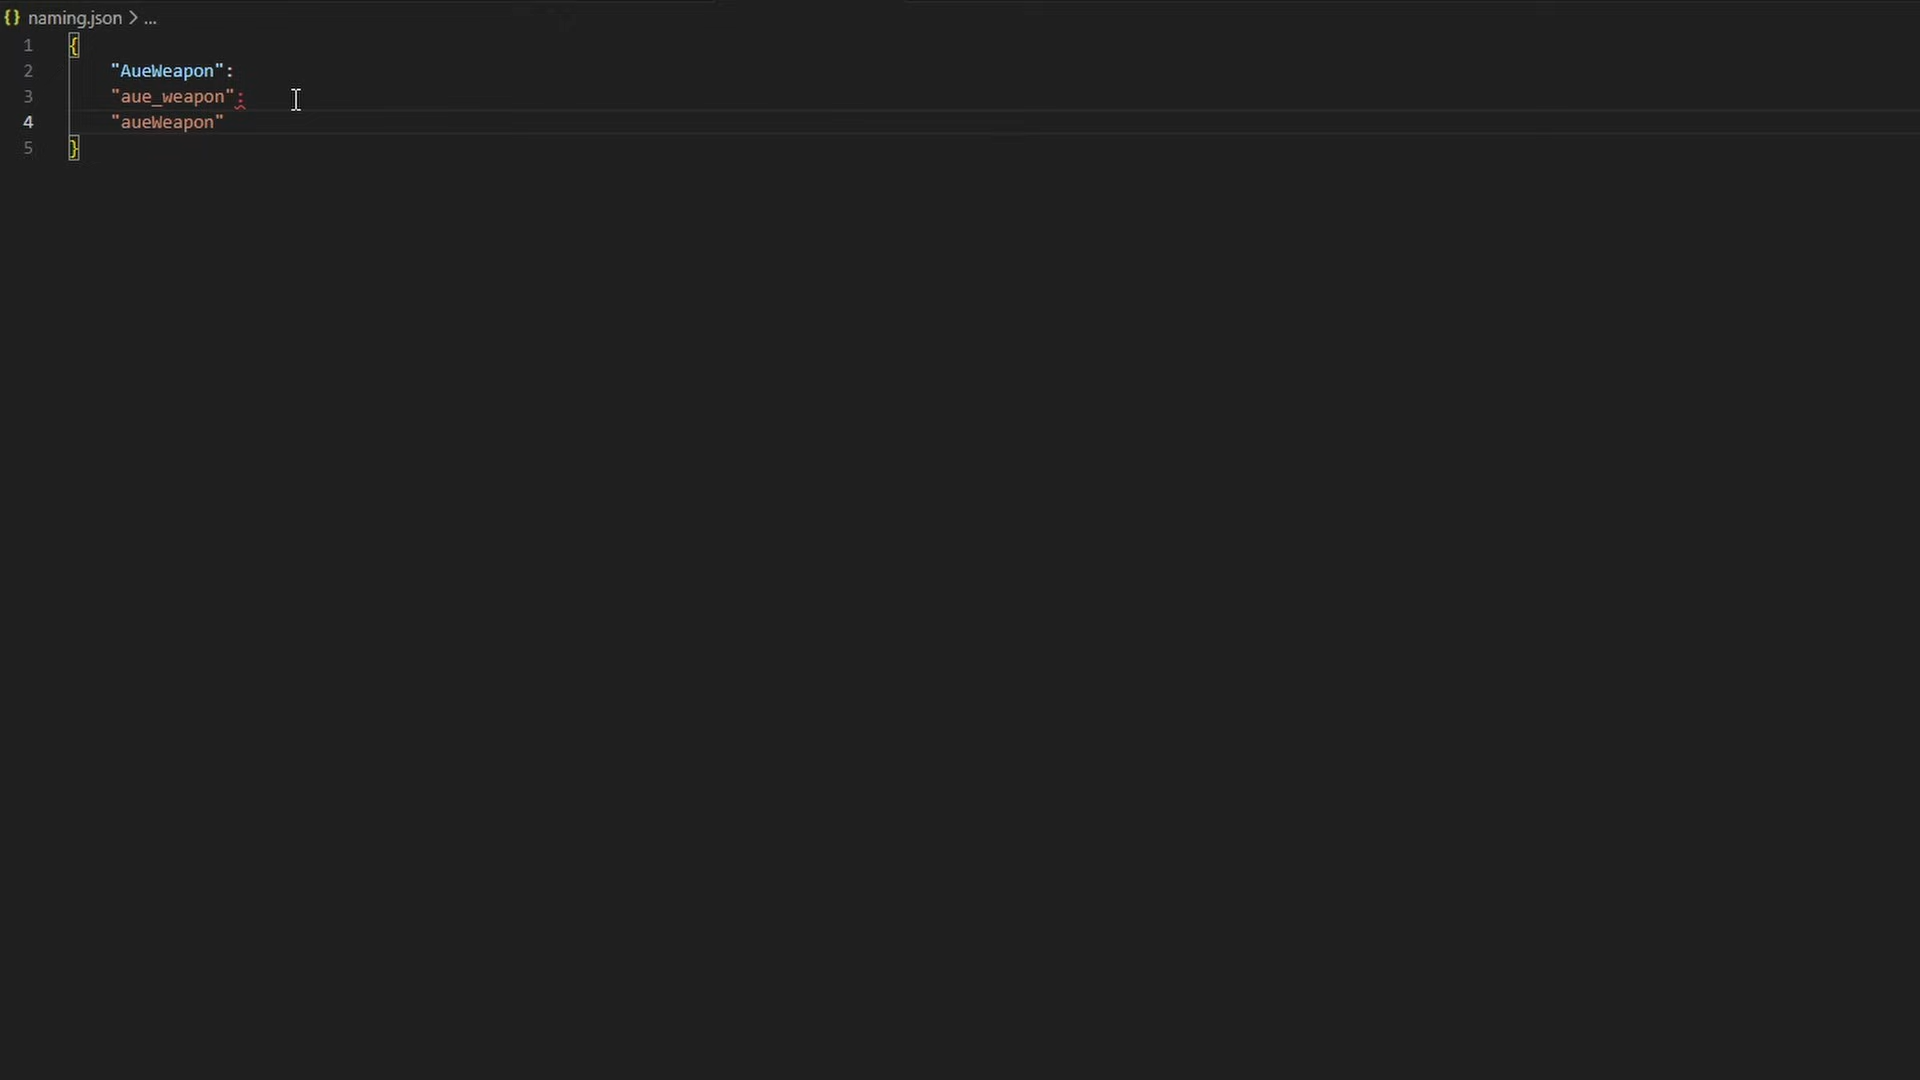 {} naming.json > ...
1 {
2 "AueWeapon":
3 "aue_weapon":
4 "aueWeapon"
5 }